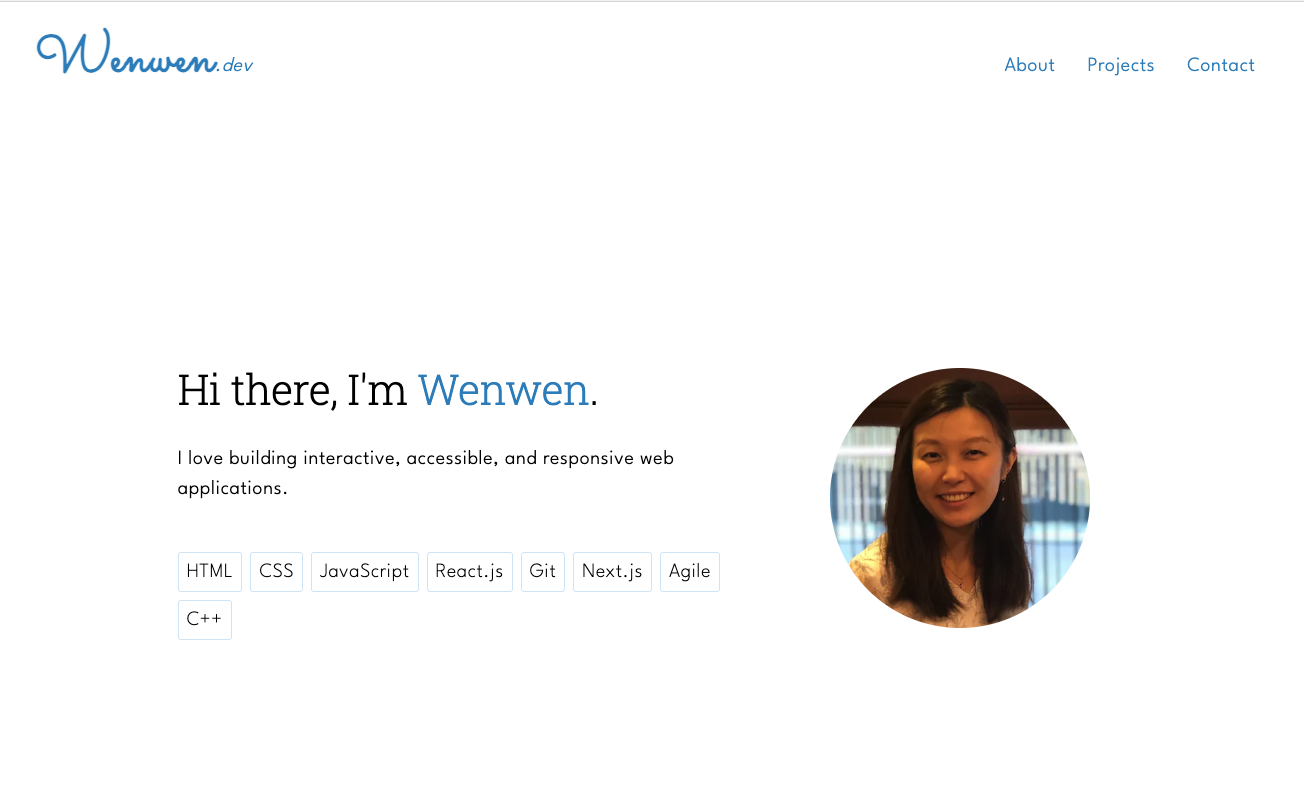 Wenwen.dev
About Projects Contact
Hi there, I'm Wenwen.
I love building interactive, accessible, and responsive web
applications.
HTML CSS JavaScript React.js Git Next.js Agile
C++